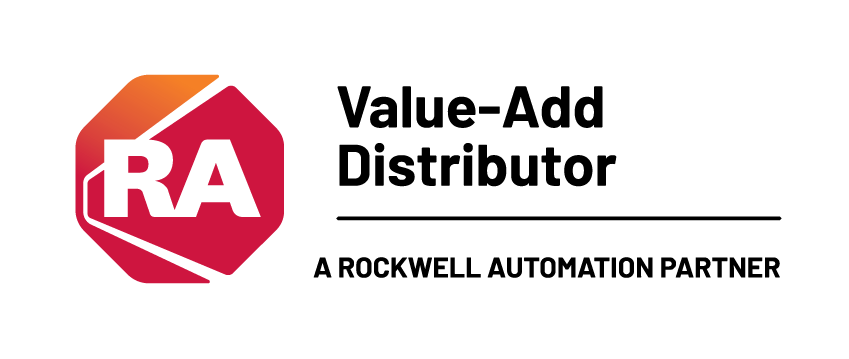 RA
Value-Add
Distributor
A ROCKWELL AUTOMATION PARTNER